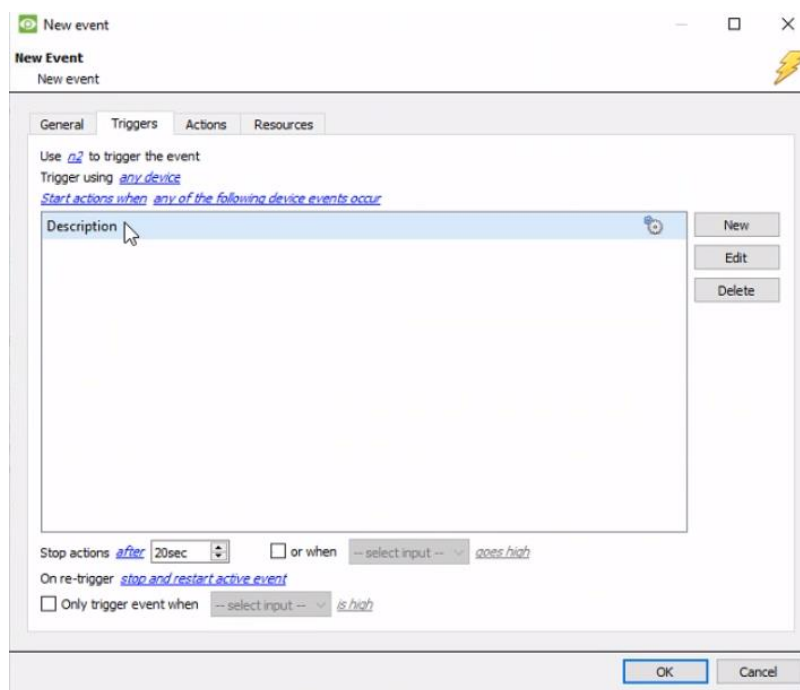 New event
New Event
New event
General Triggers Actions Resources
Use n2 to trigger the event
Trigger using any device
Start actions when any of the following device events occur
Description
New
Edit
Delete
Stop actions after 20sec or when -- select input -- goes high
On re-trigger stop and restart active event
Only trigger event when -- select input -- is high
OK Cancel